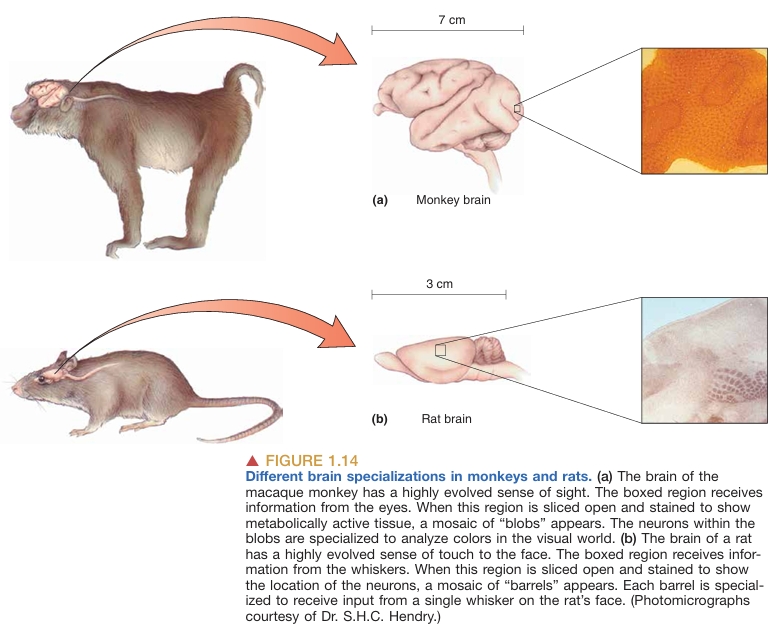 7 cm
(a) Monkey brain
3 cm
(b) Rat brain
▲ FIGURE 1.14
Different brain specializations in monkeys and rats. (a) The brain of the
macaque monkey has a highly evolved sense of sight. The boxed region receives
information from the eyes. When this region is sliced open and stained to show
metabolically active tissue, a mosaic of “blobs” appears. The neurons within the
blobs are specialized to analyze colors in the visual world. (b) The brain of a rat
has a highly evolved sense of touch to the face. The boxed region receives infor-
mation from the whiskers. When this region is sliced open and stained to show
the location of the neurons, a mosaic of “barrels” appears. Each barrel is special-
ized to receive input from a single whisker on the rat’s face. (Photomicrographs
courtesy of Dr. S.H.C. Hendry.)